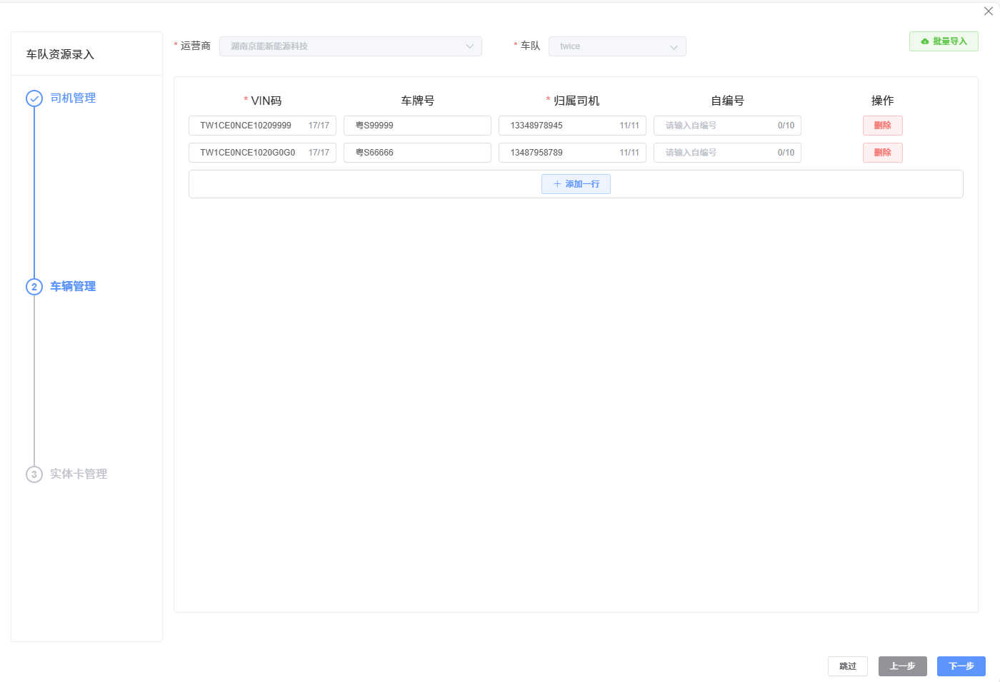 车队资源录入
* 运营商 湖南京能新能源科技 * 车队 twice 批量导入
司机管理
2 车辆管理
3 实体卡管理
* VIN码 车牌号 * 归属司机 自编号 操作
TW1CE0NCE10209999 17/17 粤S99999 13348978945 11/11 请输入自编号 0/10 删除
TW1CE0NCE1020G0G0 17/17 粤S66666 13487958789 11/11 请输入自编号 0/10 删除
添加一行
跳过 上一步 下一步